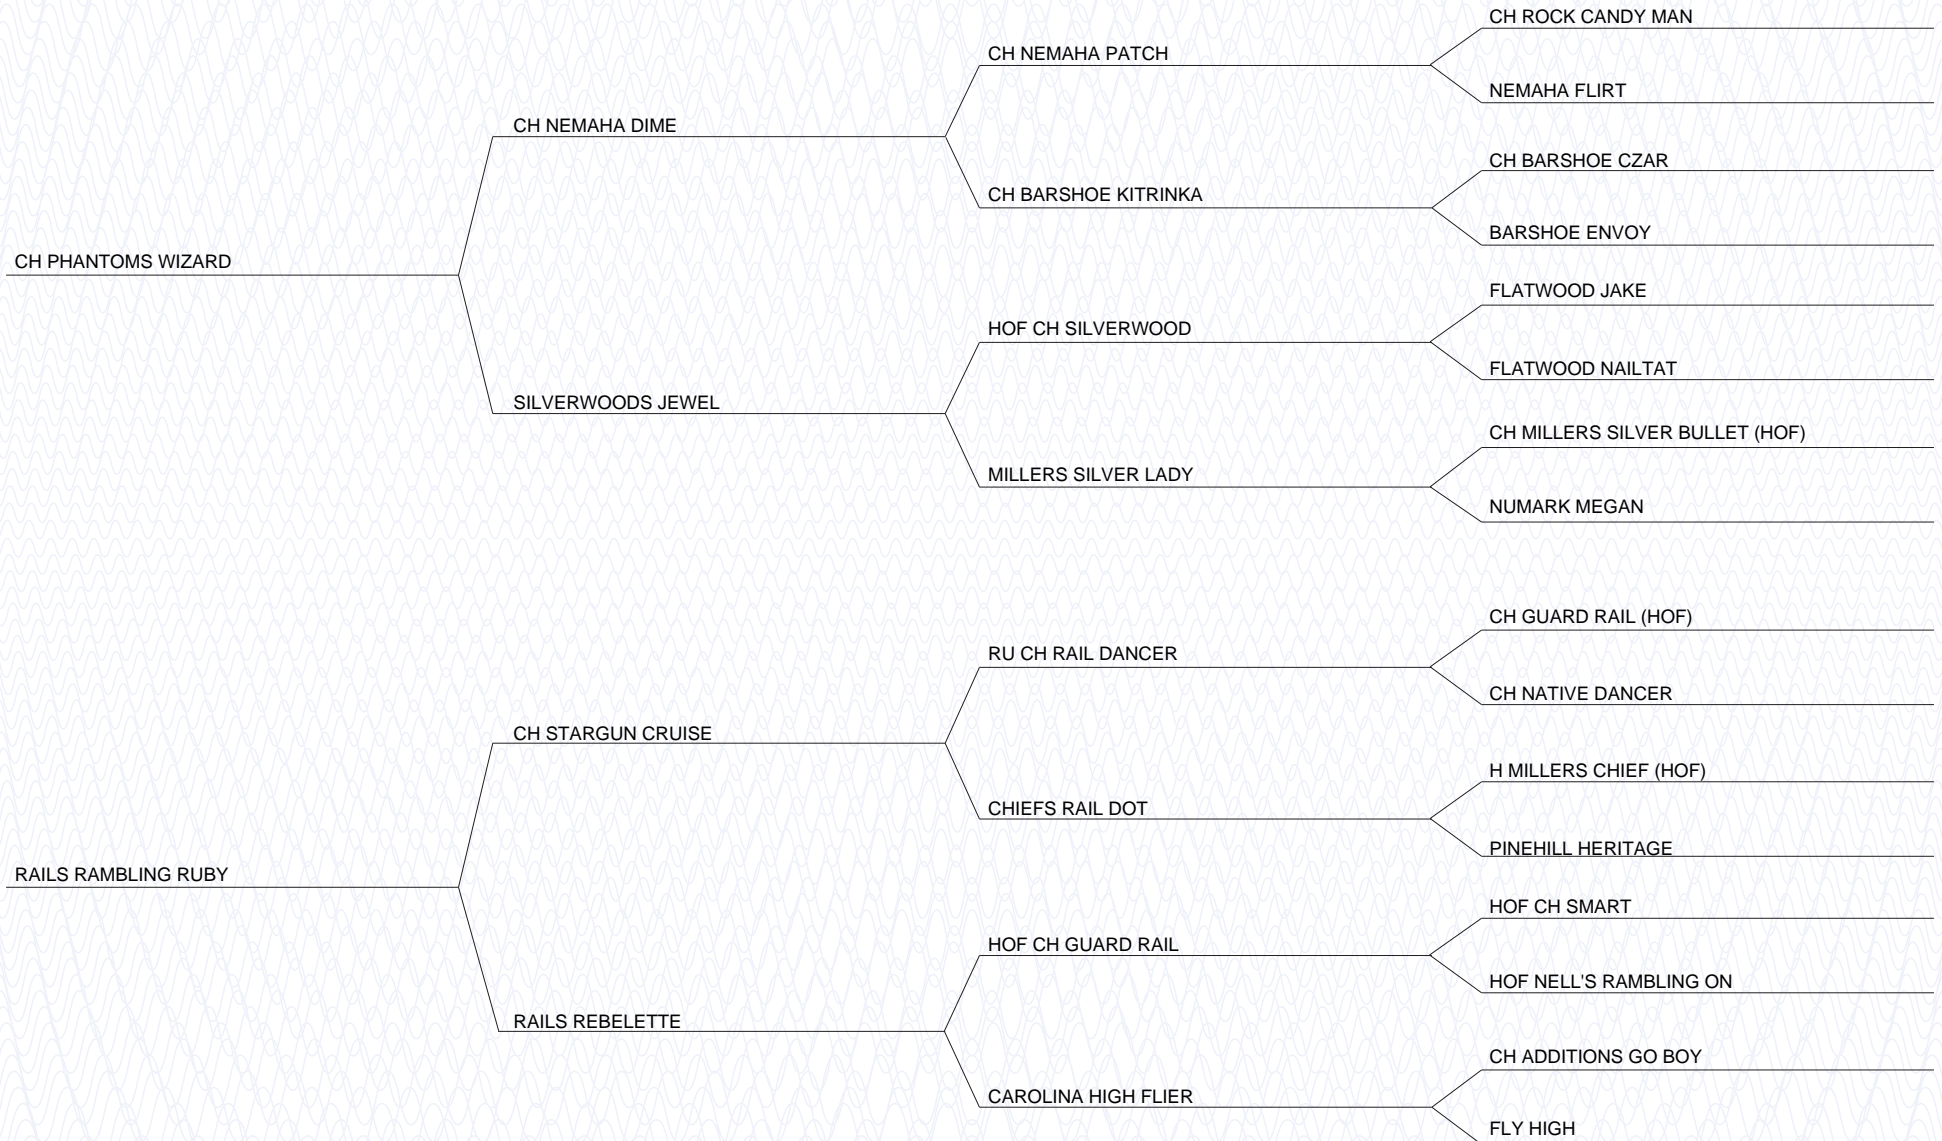 CH ROCK CANDY MAN
CH NEMAHA PATCH
NEMAHA FLIRT
CH NEMAHA DIME
CH BARSHOE CZAR
CH BARSHOE KITRINKA
BARSHOE ENVOY
CH PHANTOMS WIZARD
FLATWOOD JAKE
HOF CH SILVERWOOD
FLATWOOD NAILTAT
SILVERWOODS JEWEL
CH MILLERS SILVER BULLET (HOF)
MILLERS SILVER LADY
NUMARK MEGAN
CH GUARD RAIL (HOF)
RU CH RAIL DANCER
CH NATIVE DANCER
CH STARGUN CRUISE
H MILLERS CHIEF (HOF)
CHIEFS RAIL DOT
PINEHILL HERITAGE
RAILS RAMBLING RUBY
HOF CH SMART
HOF CH GUARD RAIL
HOF NELL'S RAMBLING ON
RAILS REBELETTE
CH ADDITIONS GO BOY
CAROLINA HIGH FLIER
FLY HIGH